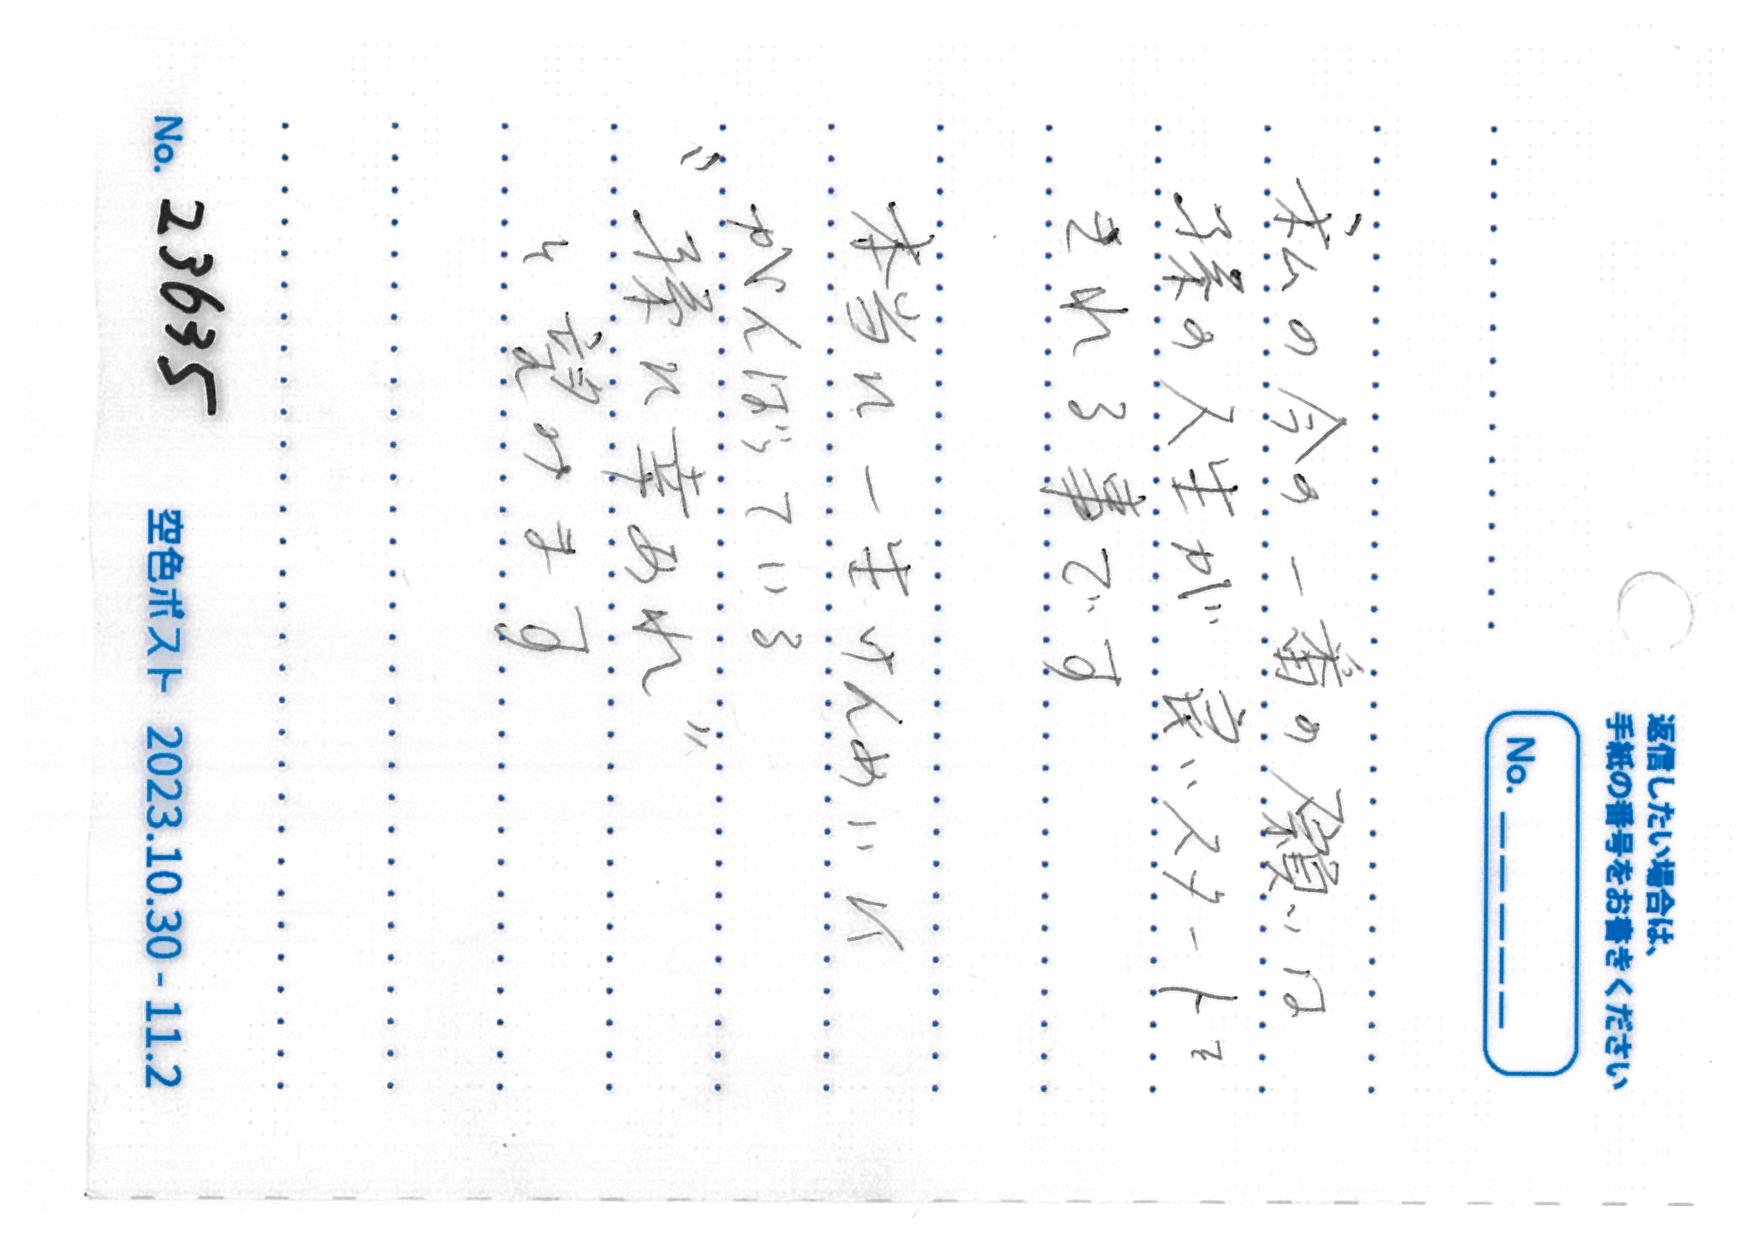 返信したい場合は、
手紙の番号をお書きください
No. _ _ _ _ _
私の今の一番の願いは
孫の人生が良いスタートを
きれる事です
本当に一生けんめいに
がんばっている
“孫に幸あれ”
と望みます
No. 23635
空色ポスト 2023.10.30 - 11.2